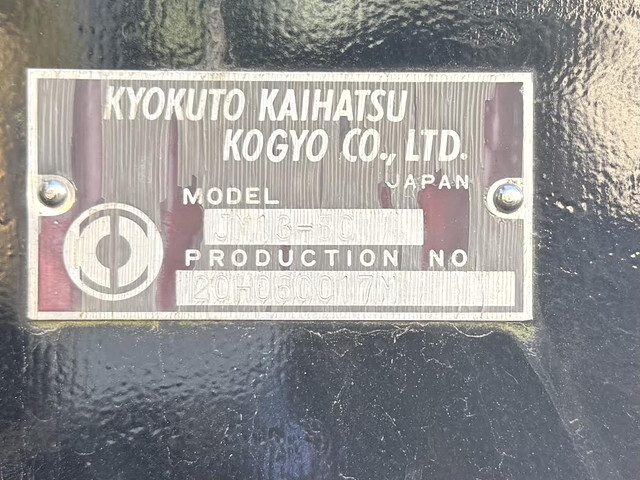 KYOKUTO KAIHATSU
KOGYO CO., LTD.
JAPAN
MODEL
PRODUCTION NO